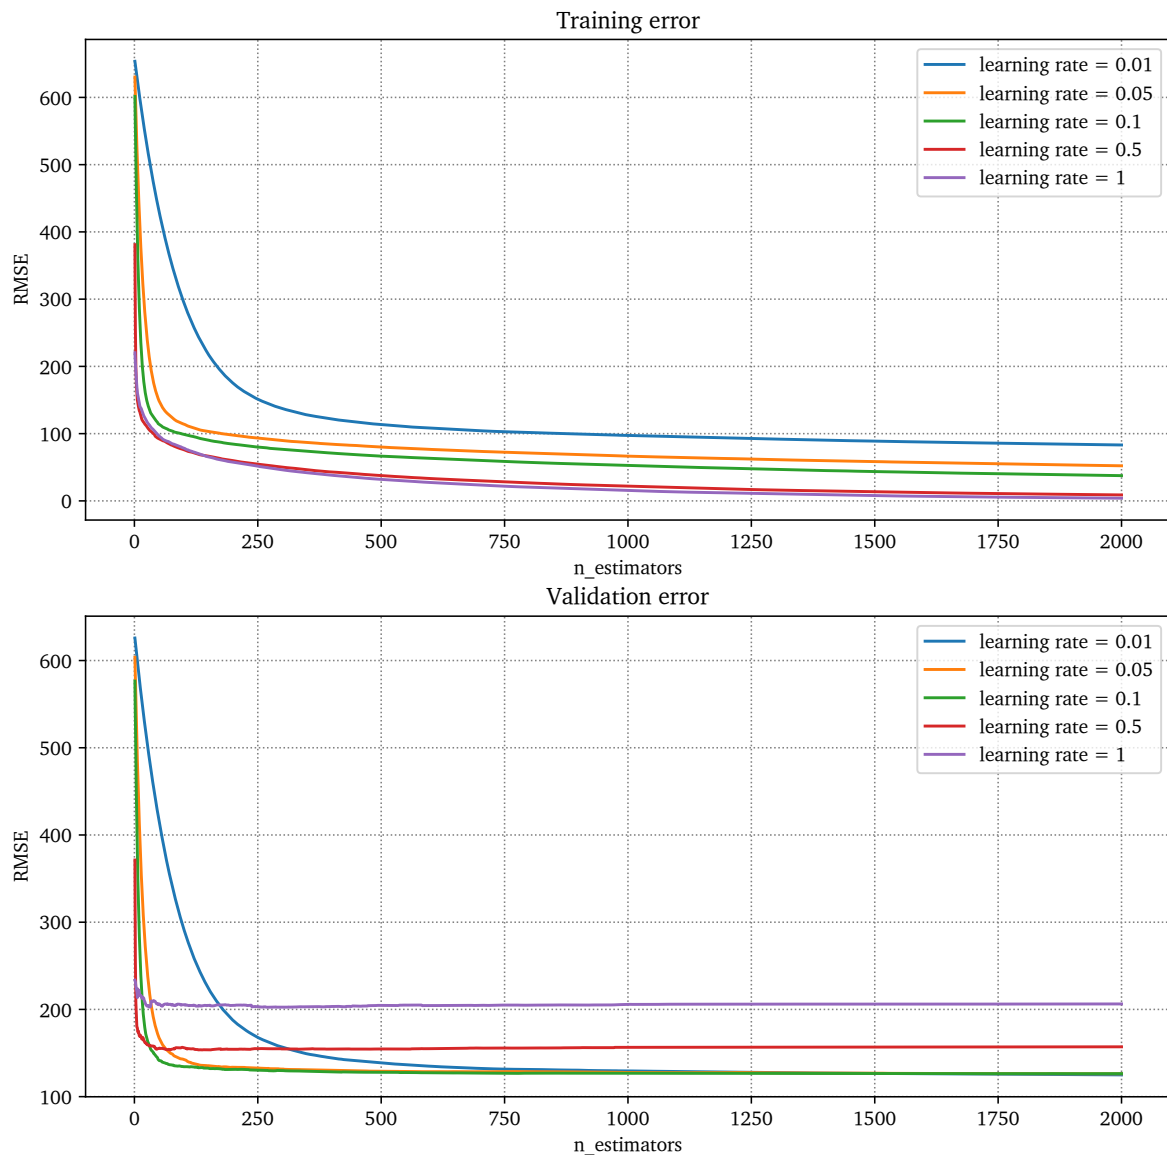 Training error
RMSE
600
500
400
300
200
100
0
learning rate = 0.01
learning rate = 0.05
learning rate = 0.1
learning rate = 0.5
learning rate = 1
0 250 500 750 1000 1250 1500 1750 2000
n_estimators
Validation error
RMSE
600
500
400
300
200
100
learning rate = 0.01
learning rate = 0.05
learning rate = 0.1
learning rate = 0.5
learning rate = 1
0 250 500 750 1000 1250 1500 1750 2000
n_estimators